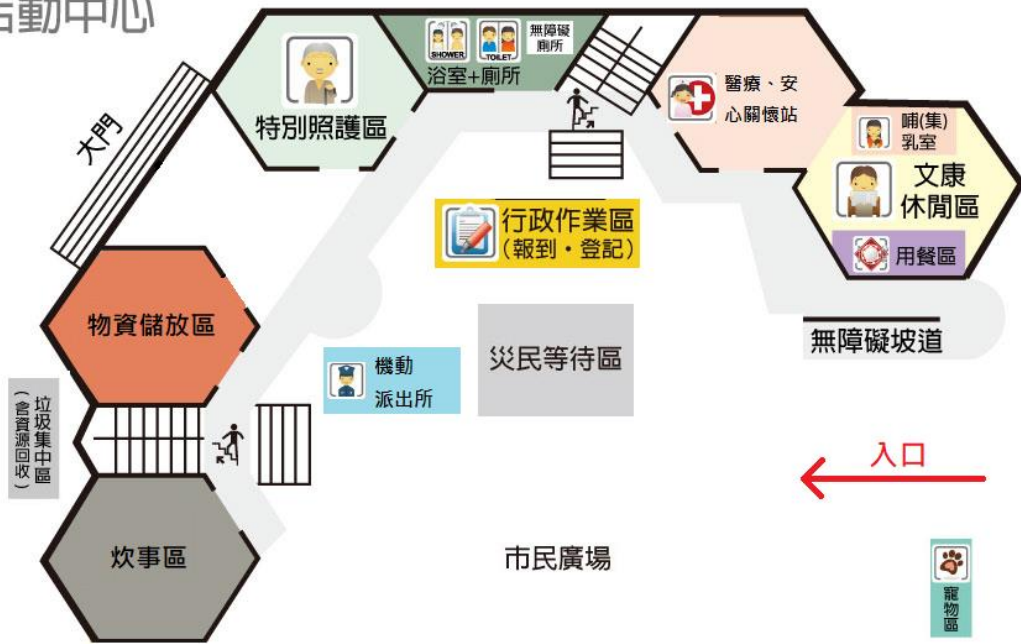 活動中心
大門
特別照護區
SHOWER
TOILET
無障礙
廁所
浴室+廁所
醫療、安
心關懷站
哺(集)
乳室
文康
休閒區
用餐區
行政作業區
(報到・登記)
物資儲放區
機動
派出所
災民等待區
無障礙坡道
垃圾集中區
(含資源回收)
入口
炊事區
市民廣場
寵物區